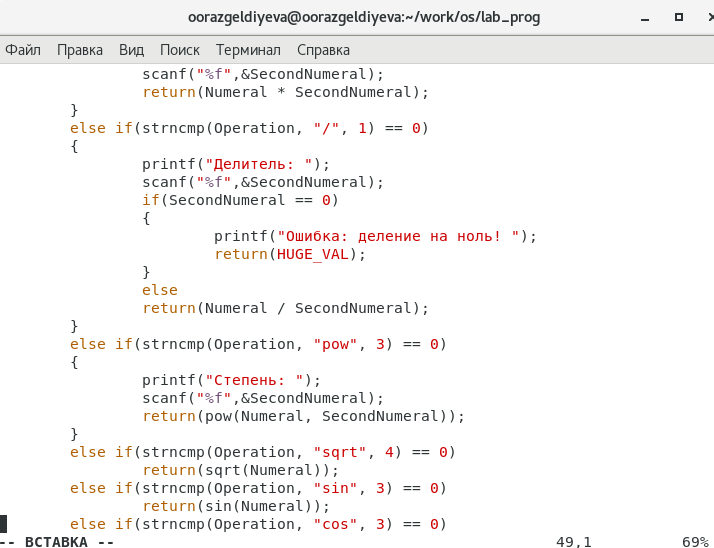 oorazgeldiyeva@oorazgeldiyeva:~/work/os/lab_prog
Файл Правка Вид Поиск Терминал Справка
scanf("%f",&SecondNumeral);
return(Numeral * SecondNumeral);
}
else if(strncmp(Operation, "/", 1) == 0)
{
printf("Делитель: ");
scanf("%f",&SecondNumeral);
if(SecondNumeral == 0)
{
printf("Ошибка: деление на ноль! ");
return(HUGE_VAL);
}
else
return(Numeral / SecondNumeral);
}
else if(strncmp(Operation, "pow", 3) == 0)
{
printf("Степень: ");
scanf("%f",&SecondNumeral);
return(pow(Numeral, SecondNumeral));
}
else if(strncmp(Operation, "sqrt", 4) == 0)
return(sqrt(Numeral));
else if(strncmp(Operation, "sin", 3) == 0)
return(sin(Numeral));
else if(strncmp(Operation, "cos", 3) == 0)
-- ВСТАВКА -- 49,1 69%